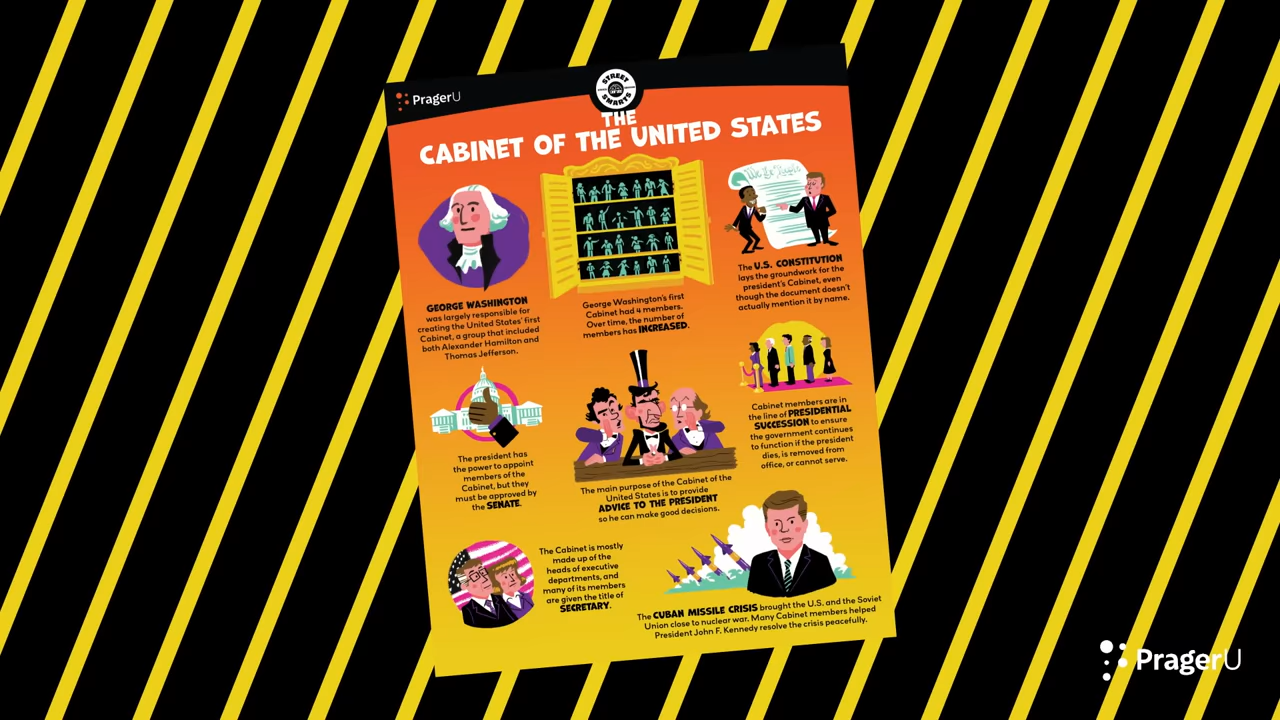 PragerU
STREET
SMARTS
THE
CABINET OF THE UNITED STATES
GEORGE WASHINGTON
was largely responsible for
creating the United States' first
Cabinet, a group that included
both Alexander Hamilton and
Thomas Jefferson.
George Washington's first
Cabinet had 4 members.
Over time, the number of
members has INCREASED.
We the People
The U.S. CONSTITUTION
lays the groundwork for the
president's Cabinet, even
though the document doesn't
actually mention it by name.
The president has
the power to appoint
members of the
Cabinet, but they
must be approved by
the SENATE.
The main purpose of the Cabinet of the
United States is to provide
ADVICE TO THE PRESIDENT
so he can make good decisions.
Cabinet members are in
the line of PRESIDENTIAL
SUCCESSION to ensure
the government continues
to function if the president
dies, is removed from
office, or cannot serve.
The Cabinet is mostly
made up of the
heads of executive
departments, and
many of its members
are given the title of
SECRETARY.
The CUBAN MISSILE CRISIS brought the U.S. and the Soviet
Union close to nuclear war. Many Cabinet members helped
President John F. Kennedy resolve the crisis peacefully.
PragerU